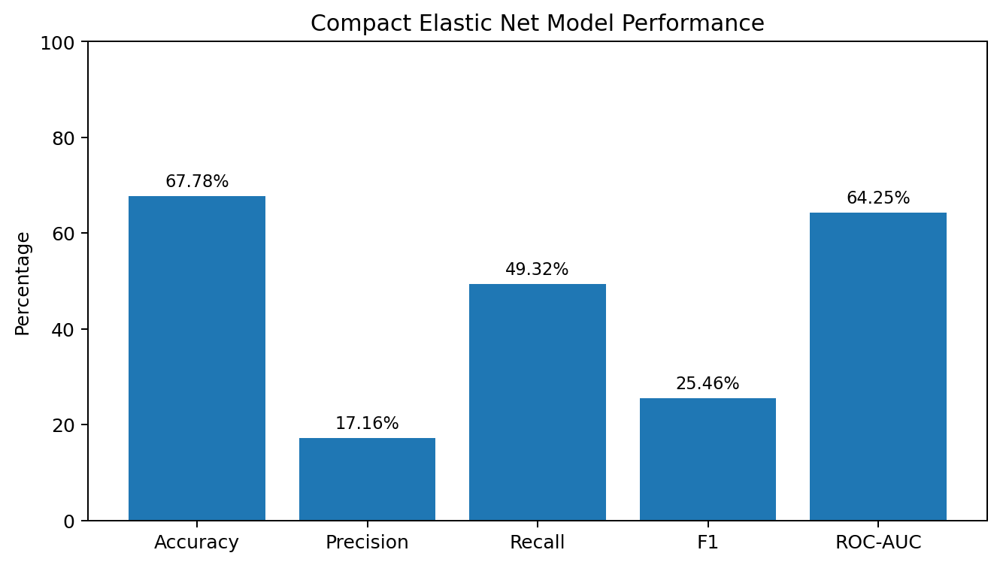 Compact Elastic Net Model Performance
100
80
60
40
20
0
Percentage
67.78%
17.16%
49.32%
25.46%
64.25%
Accuracy
Precision
Recall
F1
ROC-AUC